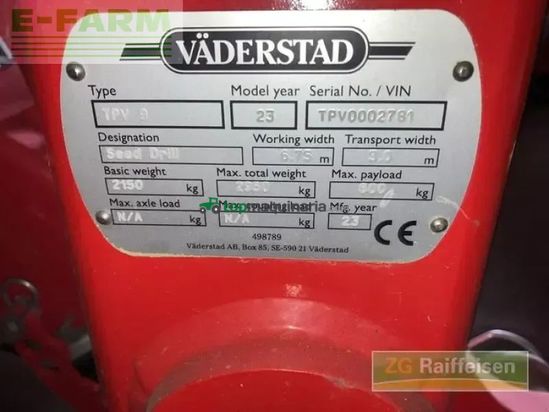 E-FARM
VÄDERSTAD
Type Model year Serial No. / VIN
TPV 9 23 TPV0002781
Designation Working width Transport width
Seed Drill m m
Basic weight Max. total weight Max. payload
2150 kg kg kg
Max. axle load Mfg. year
N/A kg N/A kg 23
topmaquinaria
498789
Väderstad AB, Box 85, SE-590 21 Väderstad
CE
ZG Raiffeisen